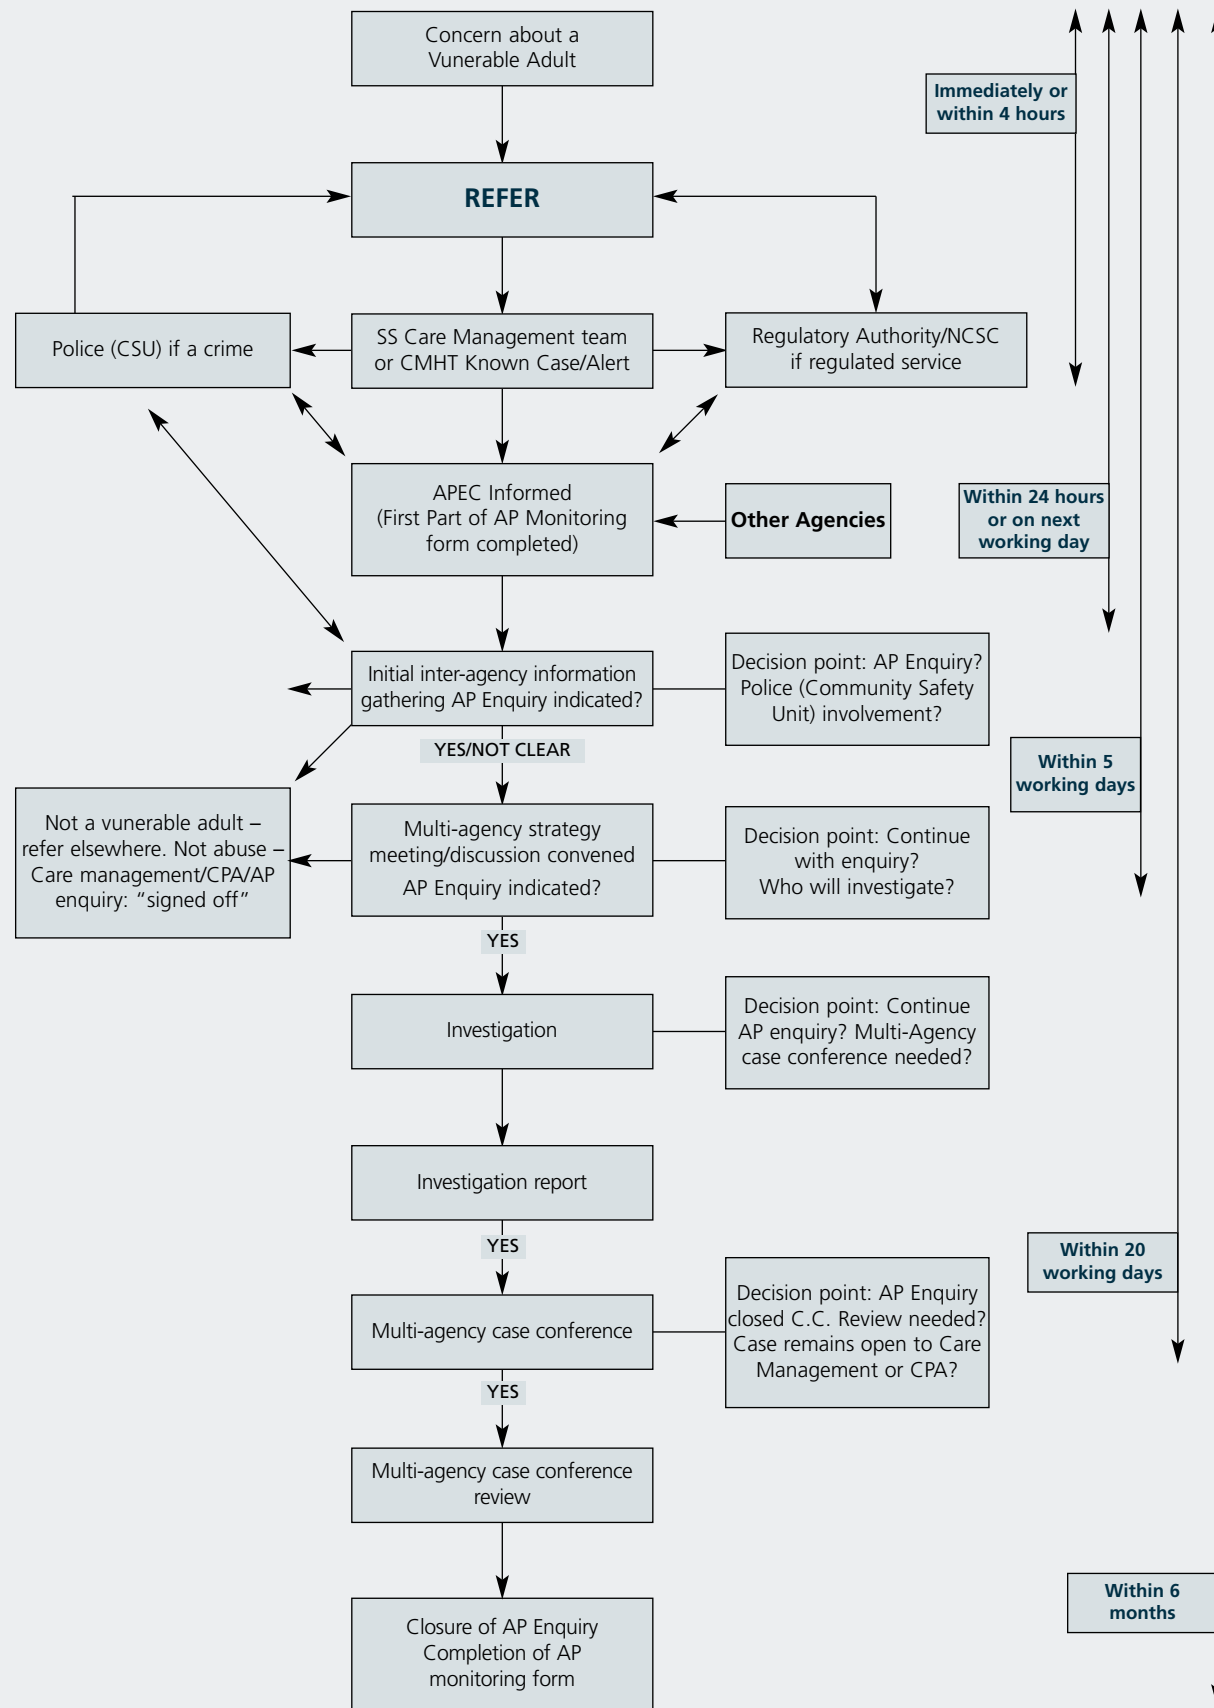 Concern about a
Vunerable Adult
Immediately or
within 4 hours
REFER
Police (CSU) if a crime
SS Care Management team
or CMHT Known Case/Alert
Regulatory Authority/NCSC
if regulated service
APEC Informed
(First Part of AP Monitoring
form completed)
Other Agencies
Within 24 hours
or on next
working day
Initial inter-agency information
gathering AP Enquiry indicated?
Decision point: AP Enquiry?
Police (Community Safety
Unit) involvement?
YES/NOT CLEAR
Within 5
working days
Not a vunerable adult –
refer elsewhere. Not abuse –
Care management/CPA/AP
enquiry: “signed off”
Multi-agency strategy
meeting/discussion convened
AP Enquiry indicated?
Decision point: Continue
with enquiry?
Who will investigate?
YES
Investigation
Decision point: Continue
AP enquiry? Multi-Agency
case conference needed?
Investigation report
YES
Within 20
working days
Multi-agency case conference
Decision point: AP Enquiry
closed C.C. Review needed?
Case remains open to Care
Management or CPA?
YES
Multi-agency case conference
review
Within 6
months
Closure of AP Enquiry
Completion of AP
monitoring form